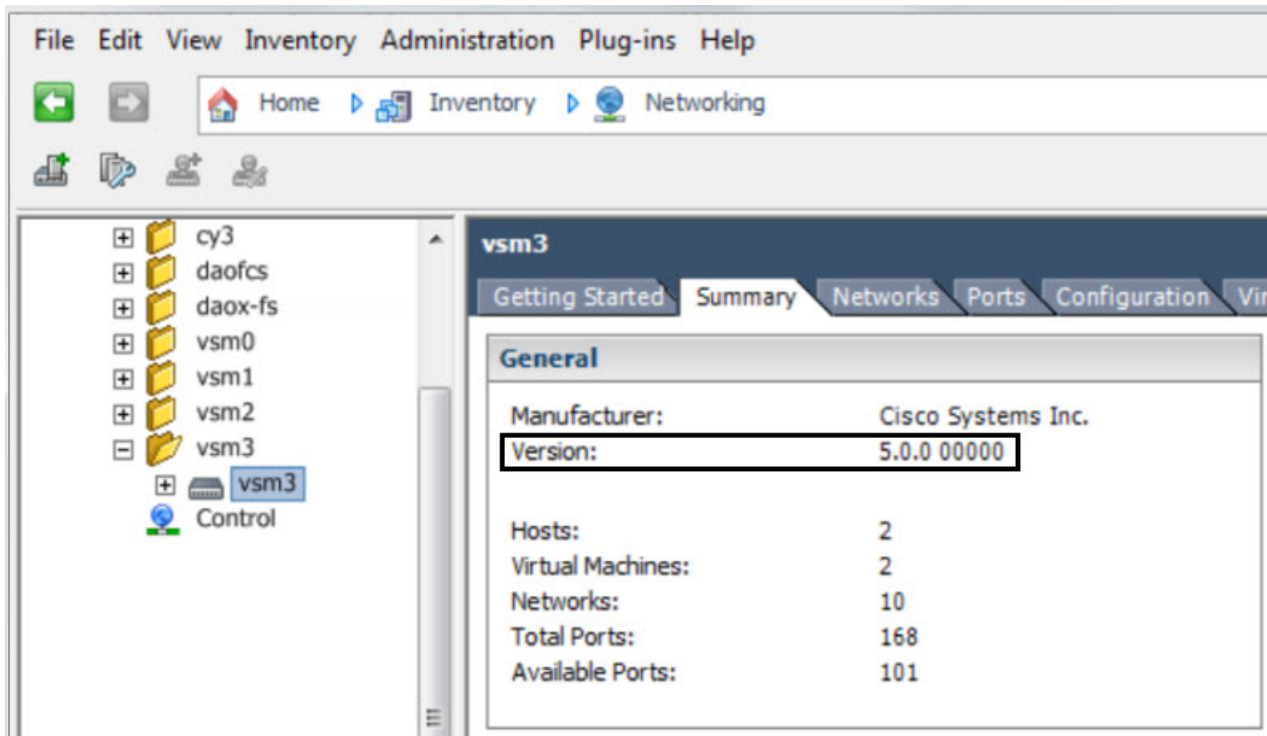 File Edit View Inventory Administration Plug-ins Help
Home Inventory Networking
cy3
daofcs
daox-fs
vsm0
vsm1
vsm2
vsm3
vsm3
Control
vsm3
Getting Started Summary Networks Ports Configuration Vir
General
Manufacturer: Cisco Systems Inc.
Version: 5.0.0 00000
Hosts: 2
Virtual Machines: 2
Networks: 10
Total Ports: 168
Available Ports: 101